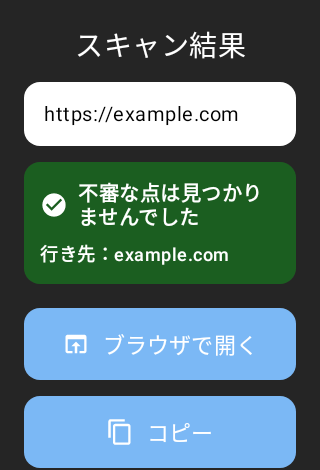 スキャン結果
https://example.com
不審な点は見つかり
ませんでした
行き先：example.com
ブラウザで開く
コピー